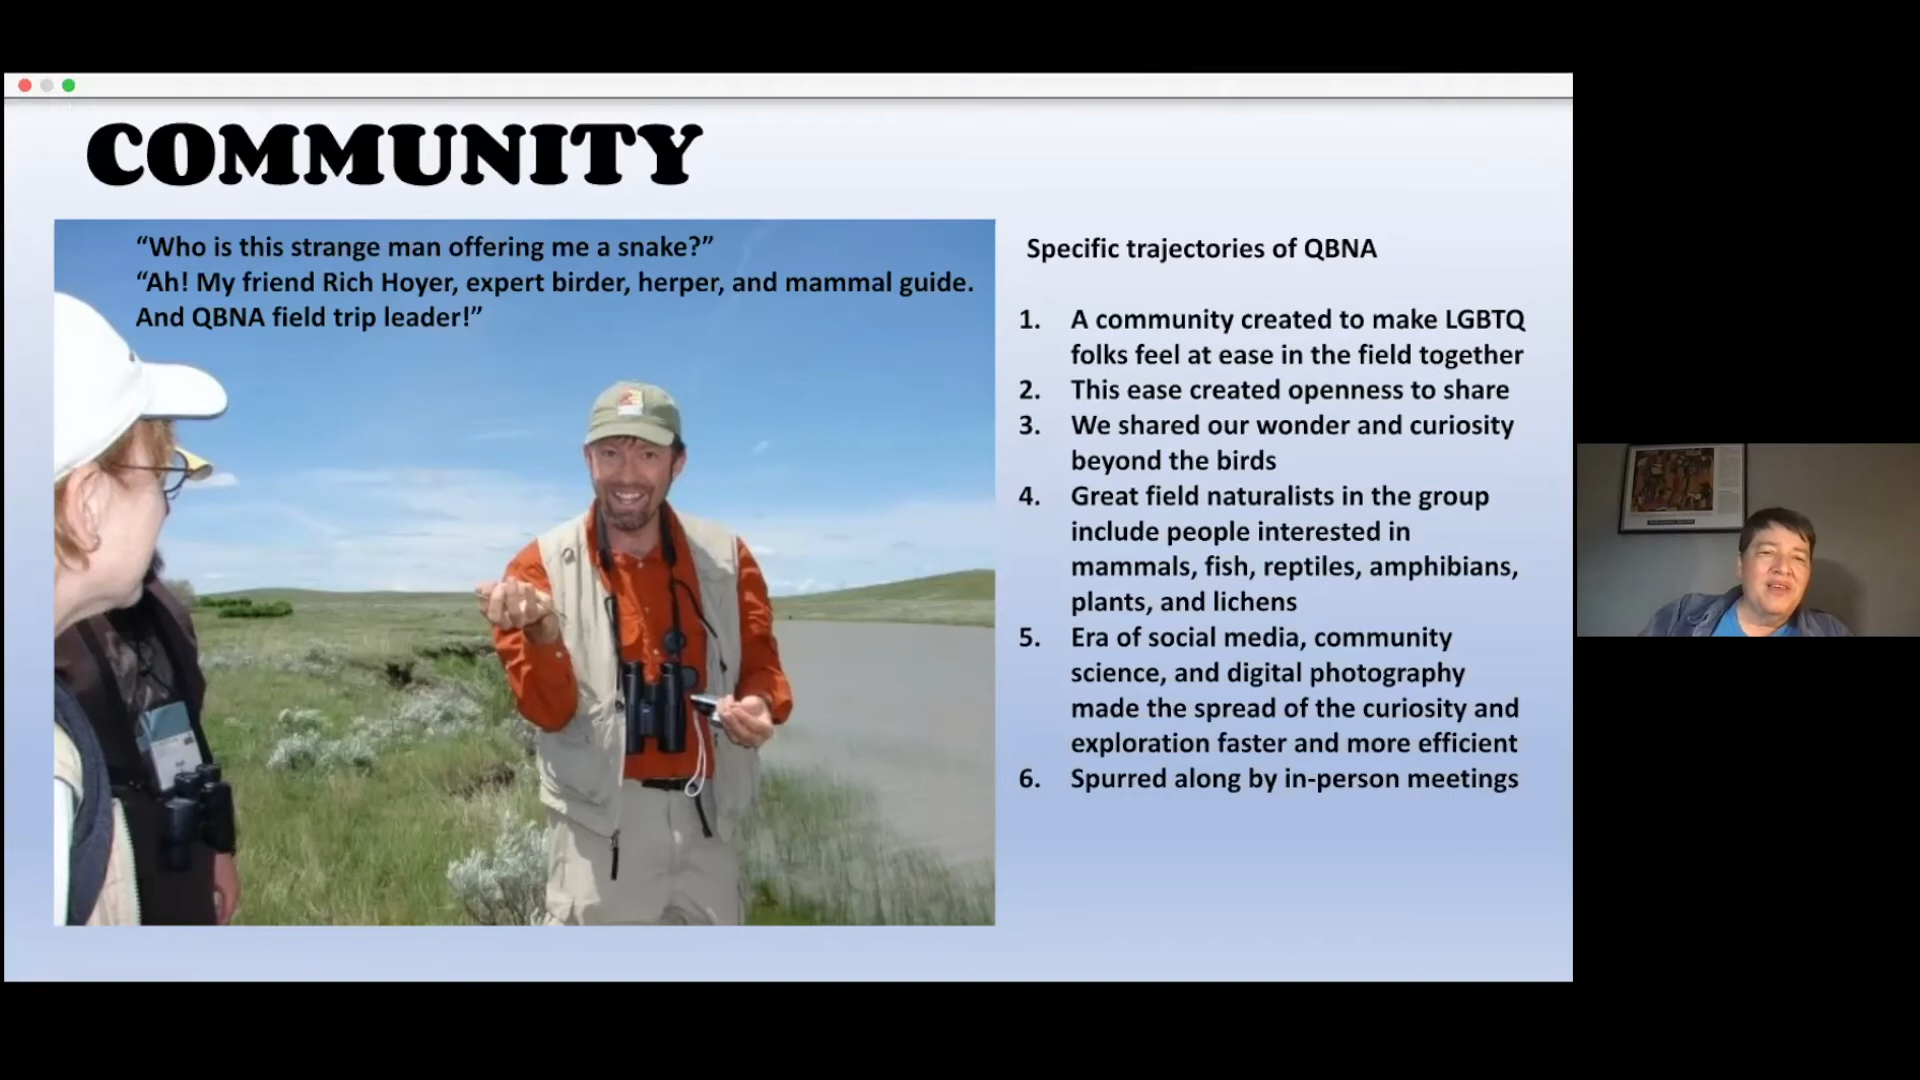 COMMUNITY
“Who is this strange man offering me a snake?”
“Ah! My friend Rich Hoyer, expert birder, herper, and mammal guide.
And QBNA field trip leader!”
Specific trajectories of QBNA
1. A community created to make LGBTQ
folks feel at ease in the field together
2. This ease created openness to share
3. We shared our wonder and curiosity
beyond the birds
4. Great field naturalists in the group
include people interested in
mammals, fish, reptiles, amphibians,
plants, and lichens
5. Era of social media, community
science, and digital photography
made the spread of the curiosity and
exploration faster and more efficient
6. Spurred along by in-person meetings